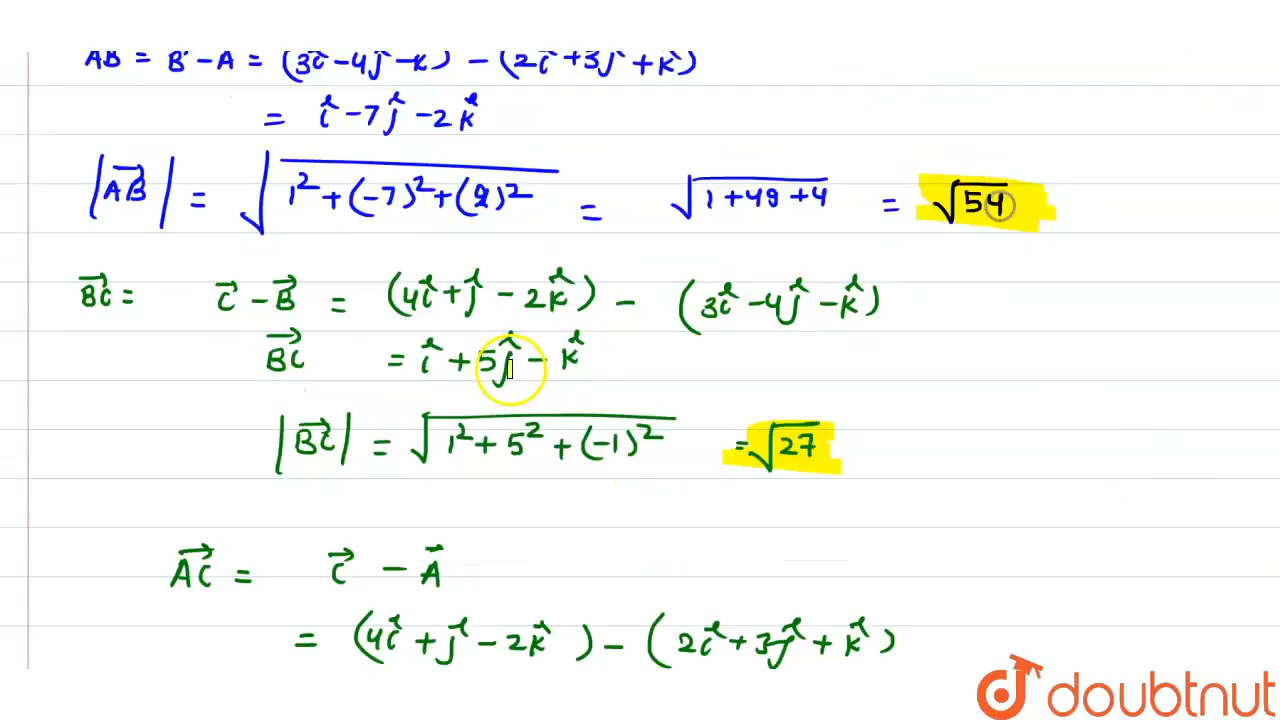 AB = B - A = (3î - 4ĵ - k̂) - (2î + 3ĵ + k̂)
= î - 7ĵ - 2k̂
|AB⃗| = √(1² + (-7)² + (2)²) = √(1 + 49 + 4) = √54
BC⃗ = C⃗ - B⃗ = (4î + ĵ - 2k̂) - (3î - 4ĵ - k̂)
BC⃗ = î + 5ĵ - k̂
|BC⃗| = √(1² + 5² + (-1)²) = √27
AC⃗ = C⃗ - A⃗
= (4î + ĵ - 2k̂) - (2î + 3ĵ + k̂)
doubtnut